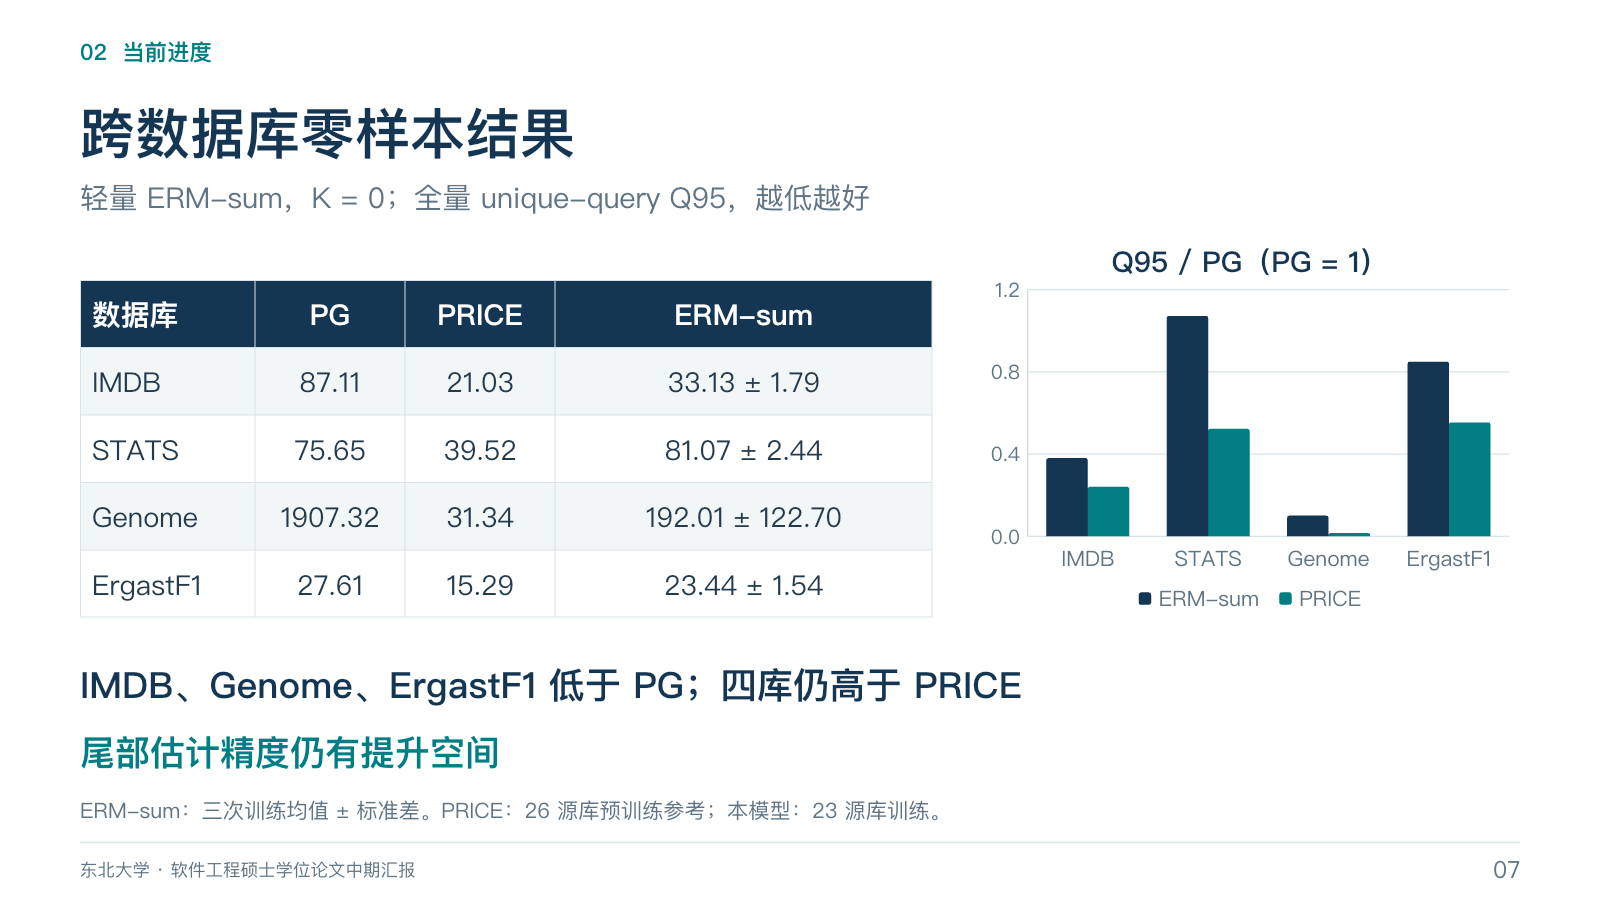 02 当前进度
跨数据库零样本结果
轻量 ERM-sum，K = 0；全量 unique-query Q95，越低越好
数据库 PG PRICE ERM-sum
IMDB 87.11 21.03 33.13 ± 1.79
STATS 75.65 39.52 81.07 ± 2.44
Genome 1907.32 31.34 192.01 ± 122.70
ErgastF1 27.61 15.29 23.44 ± 1.54
Q95 / PG（PG = 1）
1.2
0.8
0.4
0.0
IMDB STATS Genome ErgastF1
ERM-sum PRICE
IMDB、Genome、ErgastF1 低于 PG；四库仍高于 PRICE
尾部估计精度仍有提升空间
ERM-sum：三次训练均值 ± 标准差。PRICE：26 源库预训练参考；本模型：23 源库训练。
东北大学 · 软件工程硕士学位论文中期汇报
07